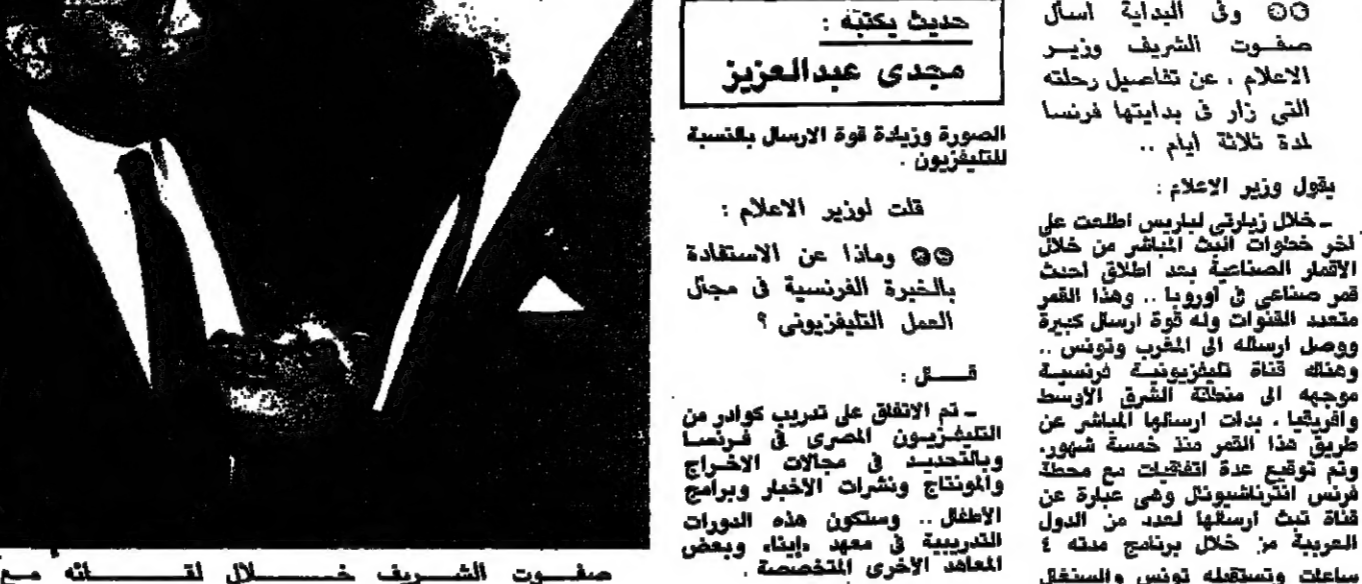 وفى البداية اسأل
صفوت الشريف وزير
الاعلام ، عن تفاصيل رحلته
التى زار فى بدايتها فرنسا
لمدة ثلاثة أيام ..
يقول وزير الاعلام :
ـ خلال زيارتى لباريس اطلعت على
اخر خطوات البث المباشر من خلال
الاقمار الصناعية بعد اطلاق احدث
قمر صناعى فى اوروبا .. وهذا القمر
متعدد القنوات وله قوة ارسال كبيرة
ووصل ارساله الى المغرب وتونس ..
وهناك قناة تليفزيونية فرنسية
موجهه الى منطقة الشرق الأوسط
وافريقيا ، بدات ارسالها المباشر عن
طريق هذا القمر منذ خمسة شهور.
وتم توقيع عدة اتفاقيات مع محطة
فرنس انترناشيونال وهى عبارة عن
قناة تبث ارسالها لعدد من الدول
العربية من خلال برنامج مدته ٤
ساعات وتستقبله تونس والسنغال
حديث يكتبه :
مجدى عبدالعزيز
الصورة وزيادة قوة الارسال بالنسبة
للتليفزيون .
قلت لوزير الاعلام :
وماذا عن الاستفادة
بالخبرة الفرنسية فى مجال
العمل التليفزيونى ؟
قـــال :
ـ تم الاتفاق على تدريب كوادر من
التليفزيون المصرى فى فرنسا
وبالتحديد فى مجالات الاخراج
والمونتاج ونشرات الاخبار وبرامج
الأطفال .. وستكون هذه الدورات
التدريبية فى معهد «إينا» وبعض
المعاهد الأخرى المتخصصة .
صفوت الشريف خلال لقائه مع